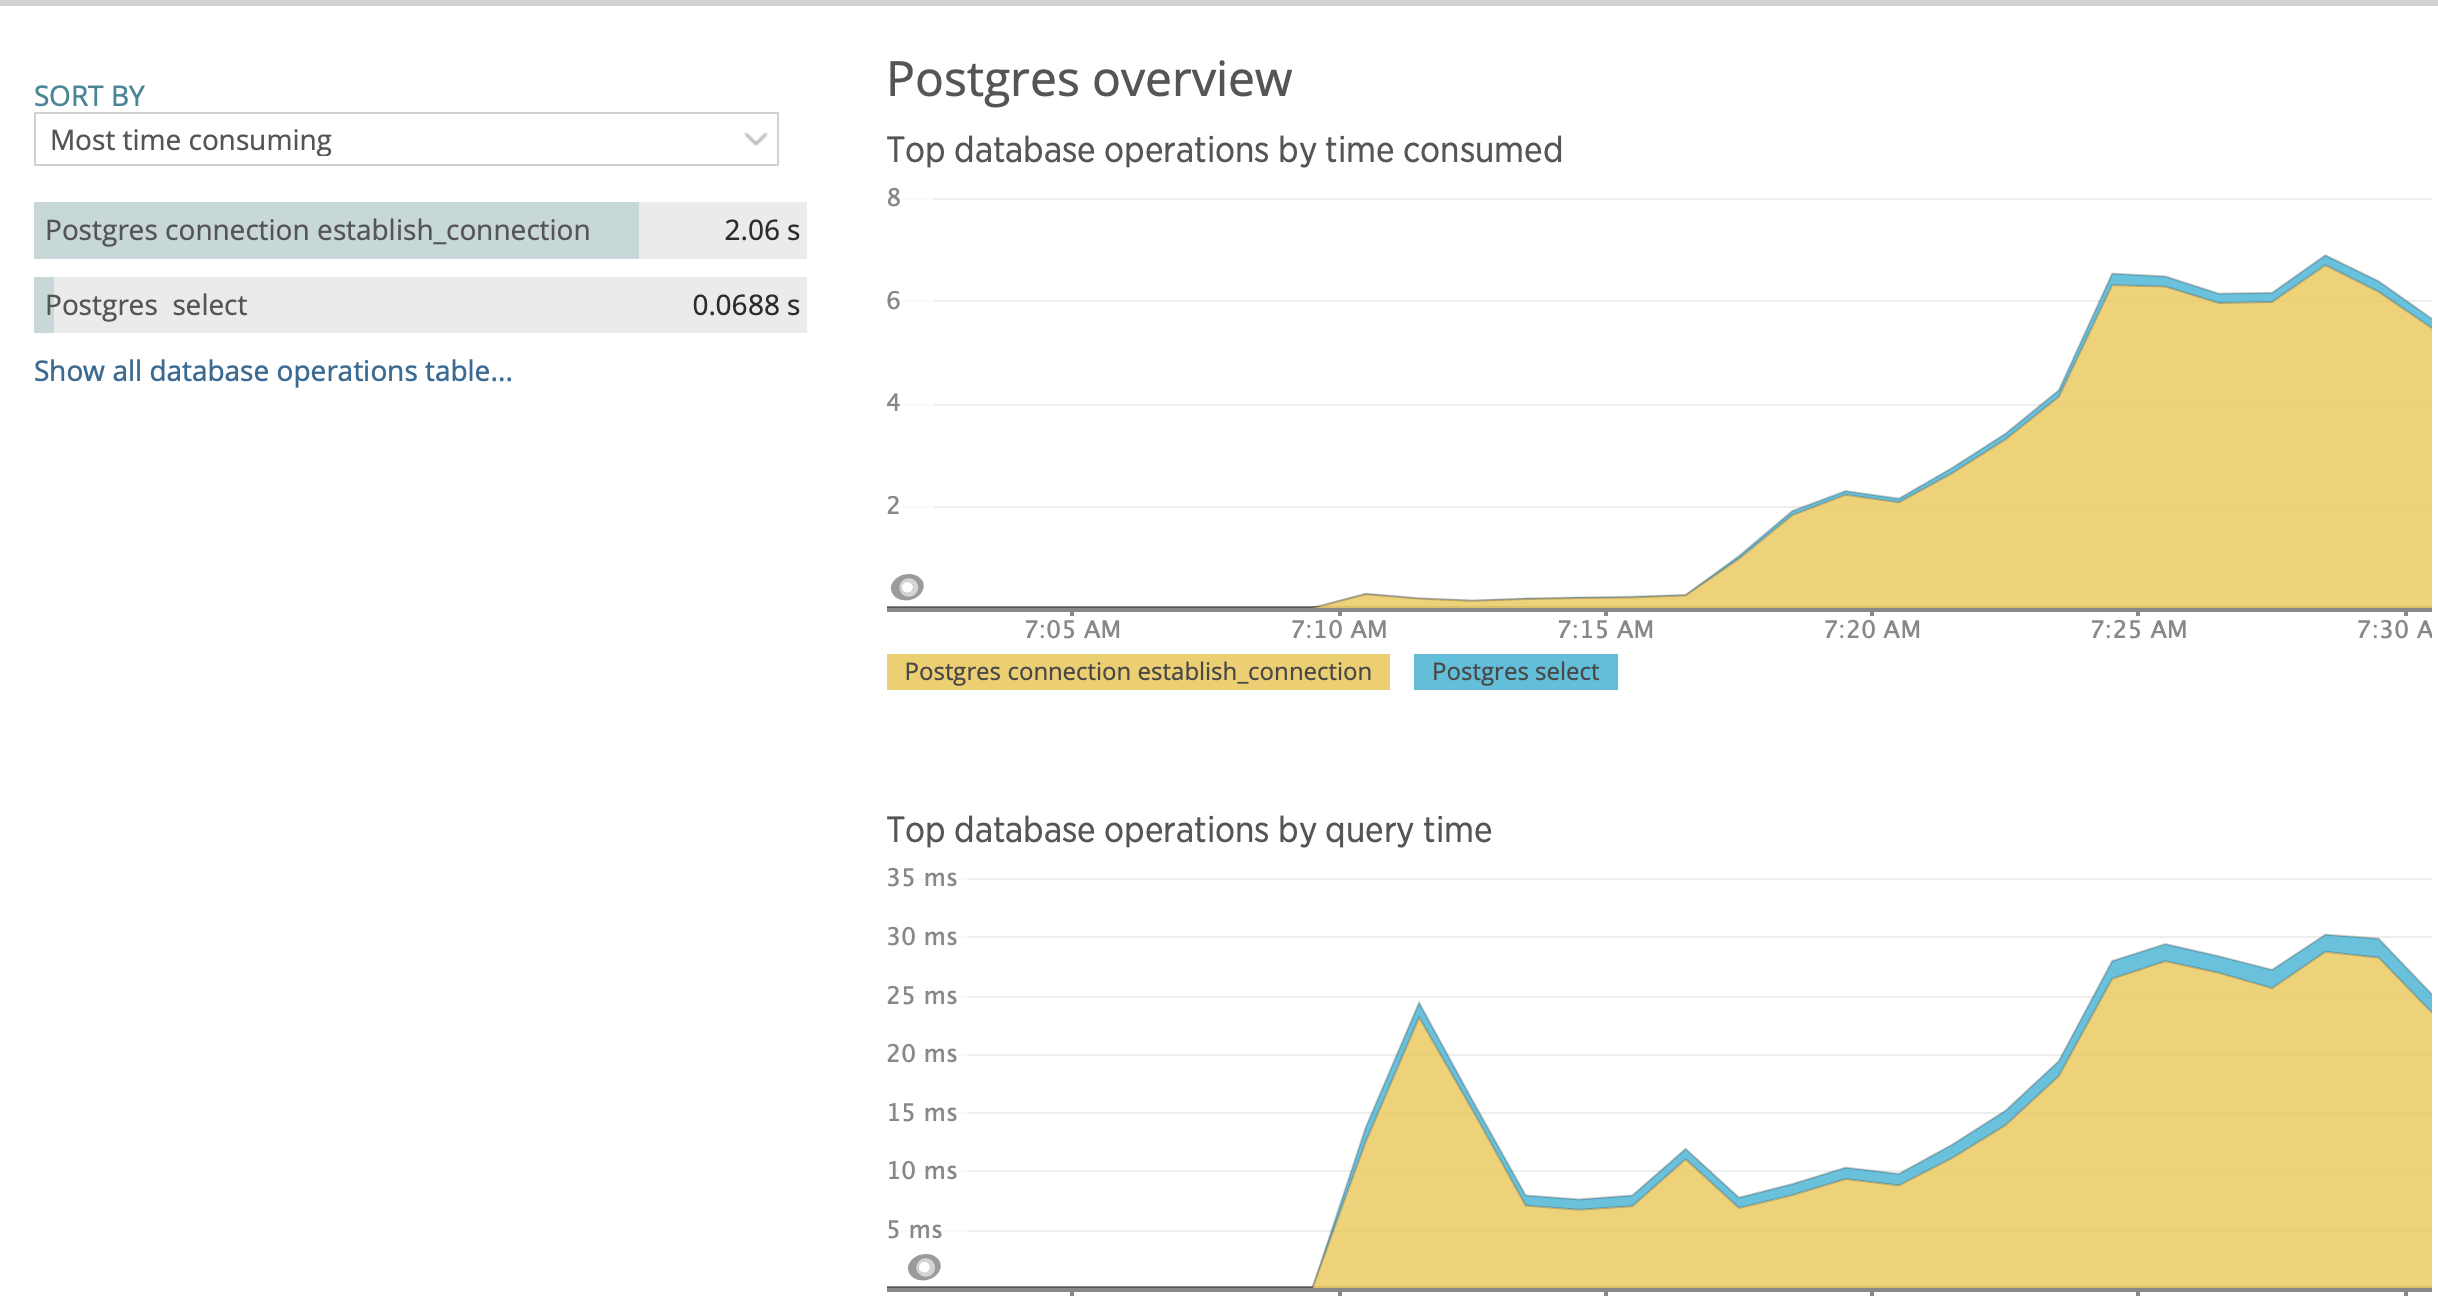 SORT BY
Most time consuming
Postgres connection establish_connection 2.06 s
Postgres select 0.0688 s
Show all database operations table...
Postgres overview
Top database operations by time consumed
8
6
4
2
7:05 AM 7:10 AM 7:15 AM 7:20 AM 7:25 AM 7:30 A
Postgres connection establish_connection Postgres select
Top database operations by query time
35 ms
30 ms
25 ms
20 ms
15 ms
10 ms
5 ms